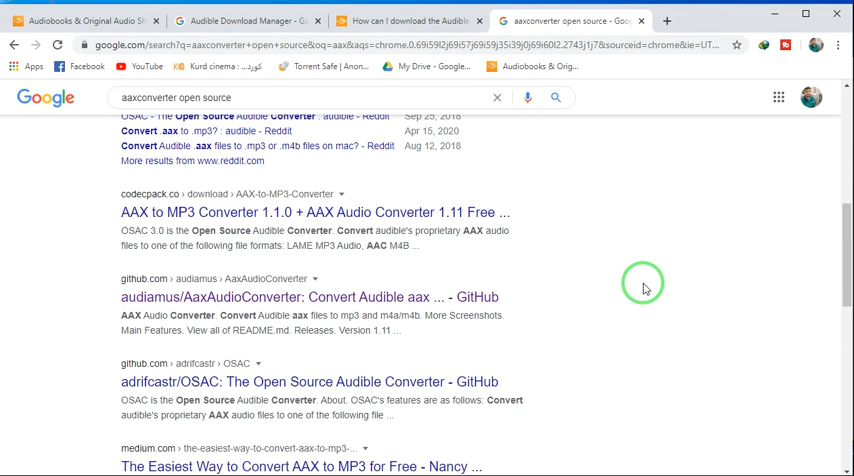 Audiobooks & Original Audio Sh
Audible Download Manager - Go
How can I download the Audible
aaxconverter open source - Goog
google.com/search?q=aaxconverter+open+source&oq=aax&aqs=chrome.0.69i59l2j69i57j69i59j35i39j0j69i60l2.2743j1j7&sourceid=chrome&ie=UT...
Apps
Facebook
YouTube
Kurd cinema : کورد...
Torrent Safe | Anon...
My Drive - Google...
Audiobooks & Orig...
Google
aaxconverter open source
OSAC - The Open Source Audible Converter : audible - Reddit
Sep 25, 2018
Convert .aax to .mp3? : audible - Reddit
Apr 15, 2020
Convert Audible .aax files to .mp3 or .m4b files on mac? - Reddit
Aug 12, 2018
More results from www.reddit.com
codecpack.co › download › AAX-to-MP3-Converter
AAX to MP3 Converter 1.1.0 + AAX Audio Converter 1.11 Free ...
OSAC 3.0 is the Open Source Audible Converter. Convert audible's proprietary AAX audio
files to one of the following file formats: LAME MP3 Audio, AAC M4B ...
github.com › audiamus › AaxAudioConverter
audiamus/AaxAudioConverter: Convert Audible aax ... - GitHub
AAX Audio Converter. Convert Audible aax files to mp3 and m4a/m4b. More Screenshots.
Main Features. View all of README.md. Releases. Version 1.11 ...
github.com › adrifcastr › OSAC
adrifcastr/OSAC: The Open Source Audible Converter - GitHub
OSAC is the Open Source Audible Converter. About. OSAC's features are as follows: Convert
audible's proprietary AAX audio files to one of the following file ...
medium.com › the-easiest-way-to-convert-aax-to-mp3-...
The Easiest Way to Convert AAX to MP3 for Free - Nancy ...